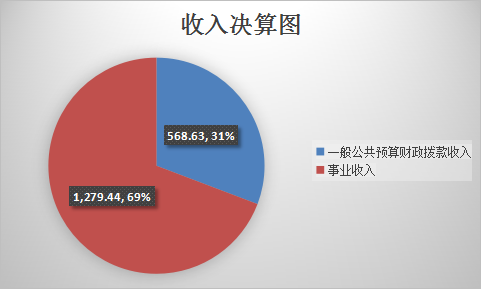 收入决算图
568.63, 31%
1,279.44, 69%
一般公共预算财政拨款收入
事业收入